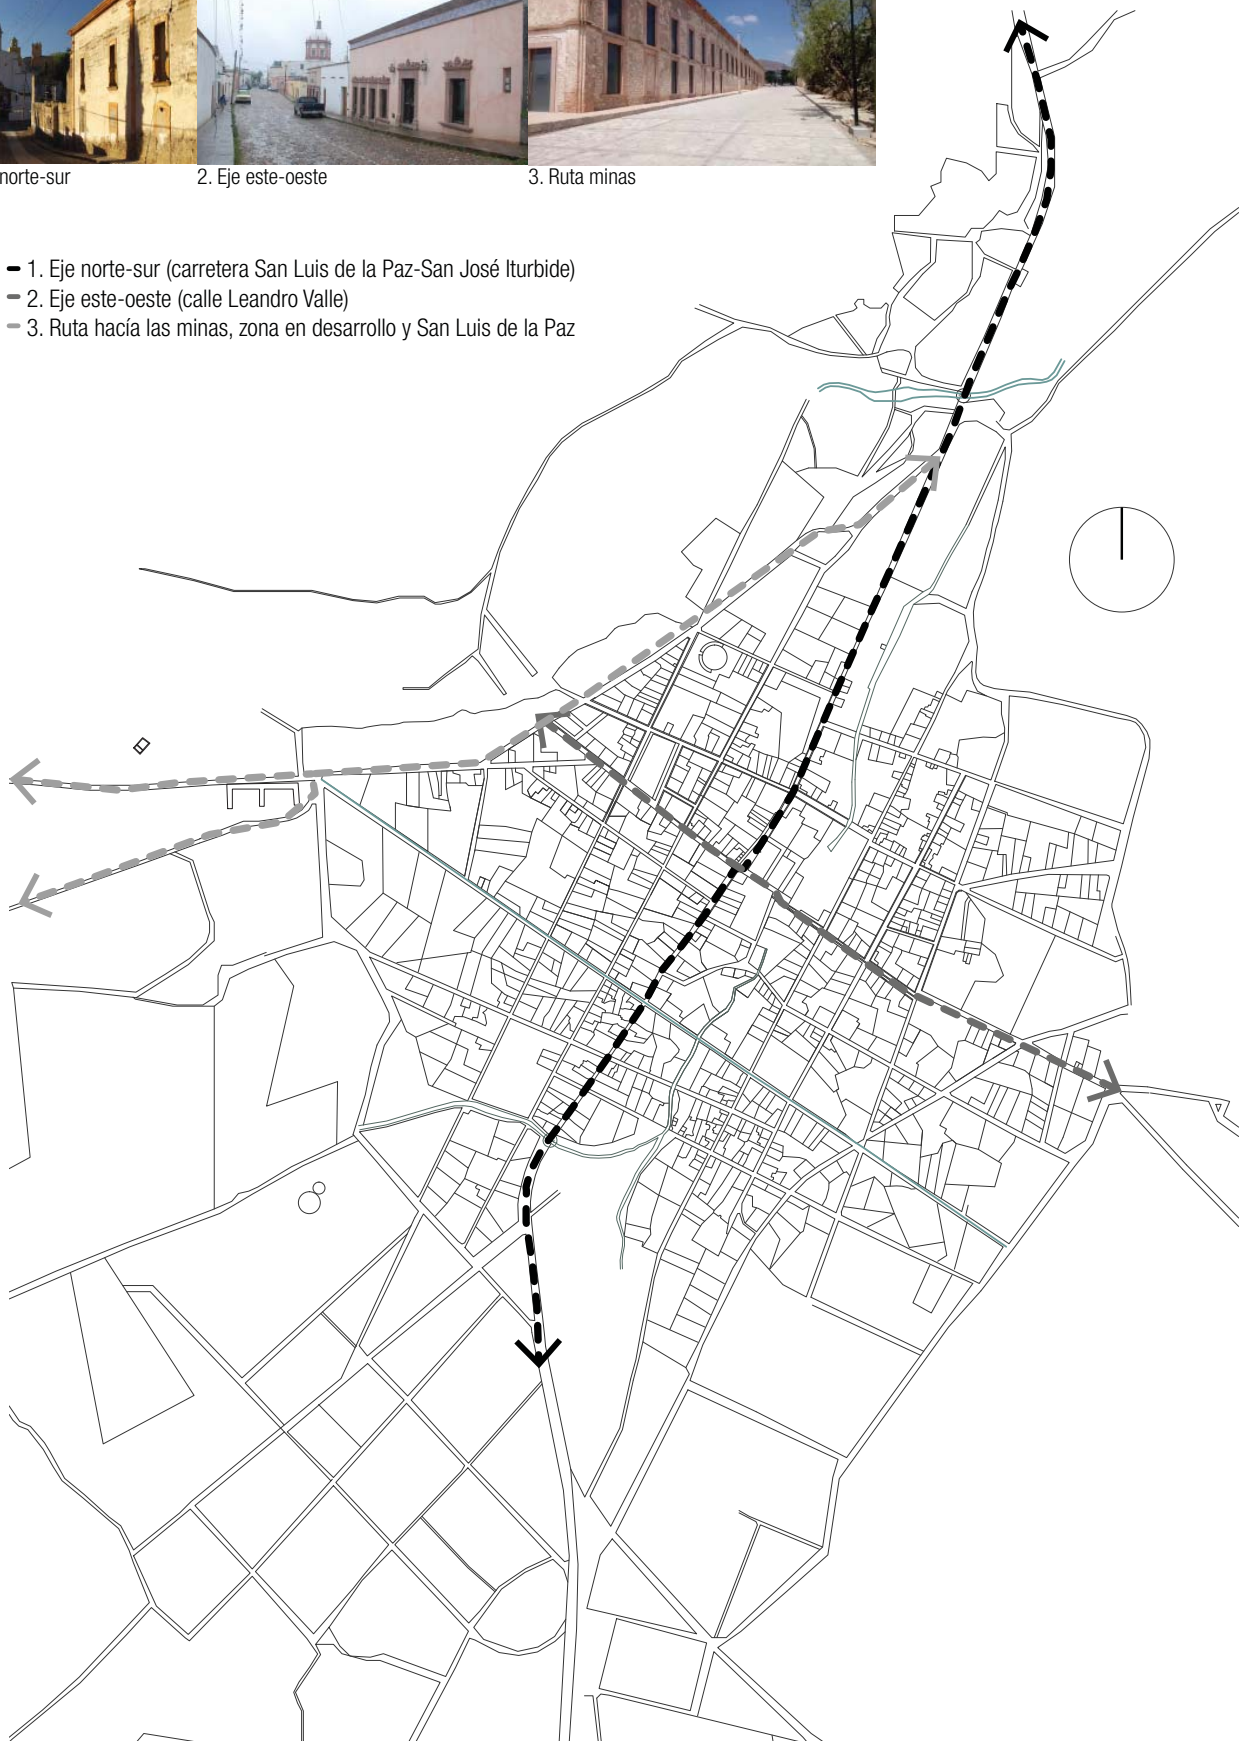 norte-sur
2. Eje este-oeste
3. Ruta minas
1. Eje norte-sur (carretera San Luis de la Paz-San José Iturbide)
2. Eje este-oeste (calle Leandro Valle)
3. Ruta hacía las minas, zona en desarrollo y San Luis de la Paz